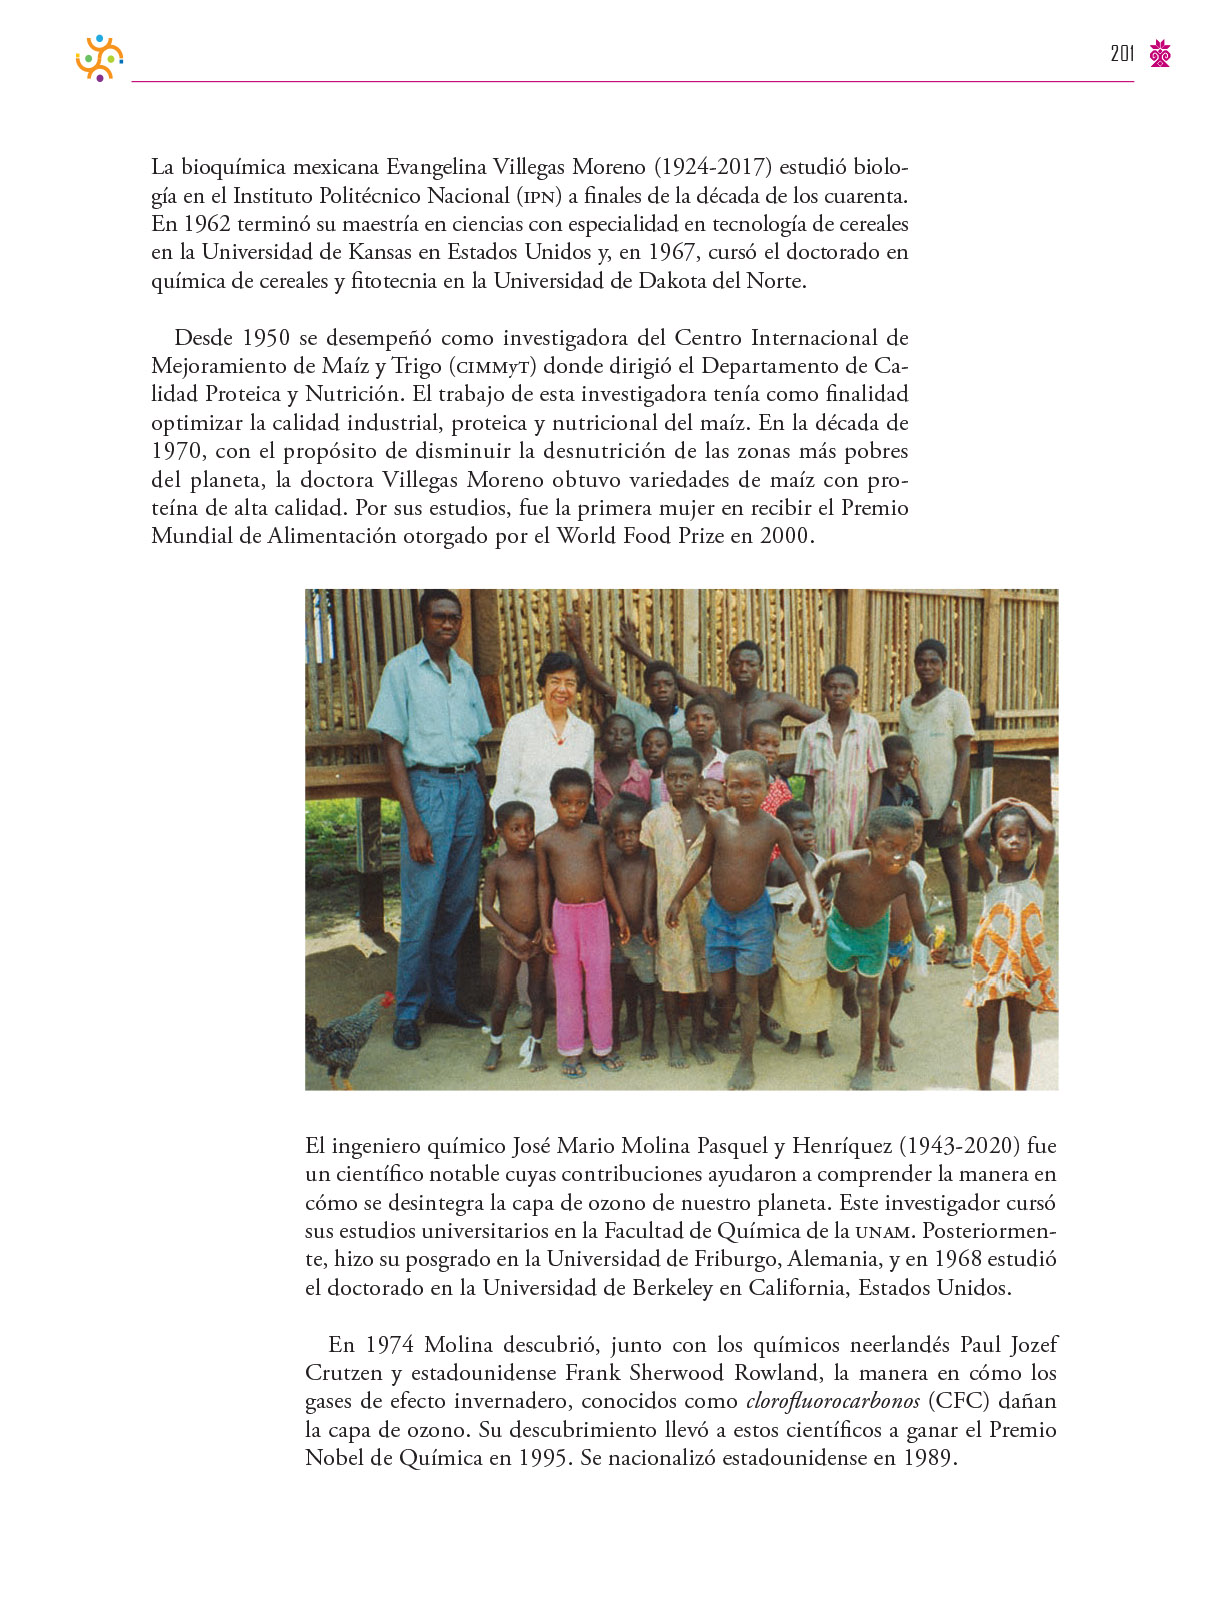 201
La bioquímica mexicana Evangelina Villegas Moreno (1924-2017) estudió biolo-
gía en el Instituto Politécnico Nacional (IPN) a finales de la década de los cuarenta.
En 1962 terminó su maestría en ciencias con especialidad en tecnología de cereales
en la Universidad de Kansas en Estados Unidos y, en 1967, cursó el doctorado en
química de cereales y fitotecnia en la Universidad de Dakota del Norte.
Desde 1950 se desempeñó como investigadora del Centro Internacional de
Mejoramiento de Maíz y Trigo (CIMMyT) donde dirigió el Departamento de Ca-
lidad Proteica y Nutrición. El trabajo de esta investigadora tenía como finalidad
optimizar la calidad industrial, proteica y nutricional del maíz. En la década de
1970, con el propósito de disminuir la desnutrición de las zonas más pobres
del planeta, la doctora Villegas Moreno obtuvo variedades de maíz con pro-
teína de alta calidad. Por sus estudios, fue la primera mujer en recibir el Premio
Mundial de Alimentación otorgado por el World Food Prize en 2000.
El ingeniero químico José Mario Molina Pasquel y Henríquez (1943-2020) fue
un científico notable cuyas contribuciones ayudaron a comprender la manera en
cómo se desintegra la capa de ozono de nuestro planeta. Este investigador cursó
sus estudios universitarios en la Facultad de Química de la UNAM. Posteriormen-
te, hizo su posgrado en la Universidad de Friburgo, Alemania, y en 1968 estudió
el doctorado en la Universidad de Berkeley en California, Estados Unidos.
En 1974 Molina descubrió, junto con los químicos neerlandés Paul Jozef
Crutzen y estadounidense Frank Sherwood Rowland, la manera en cómo los
gases de efecto invernadero, conocidos como clorofluorocarbonos (CFC) dañan
la capa de ozono. Su descubrimiento llevó a estos científicos a ganar el Premio
Nobel de Química en 1995. Se nacionalizó estadounidense en 1989.